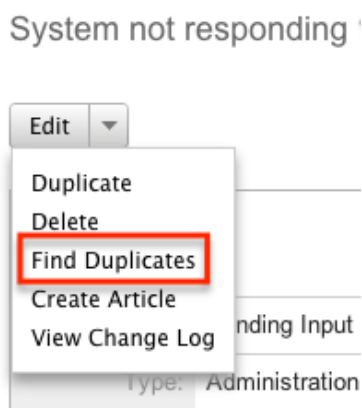 System not responding
Edit
Duplicate
Delete
Find Duplicates
Create Article
View Change Log
nding Input
Type: Administration